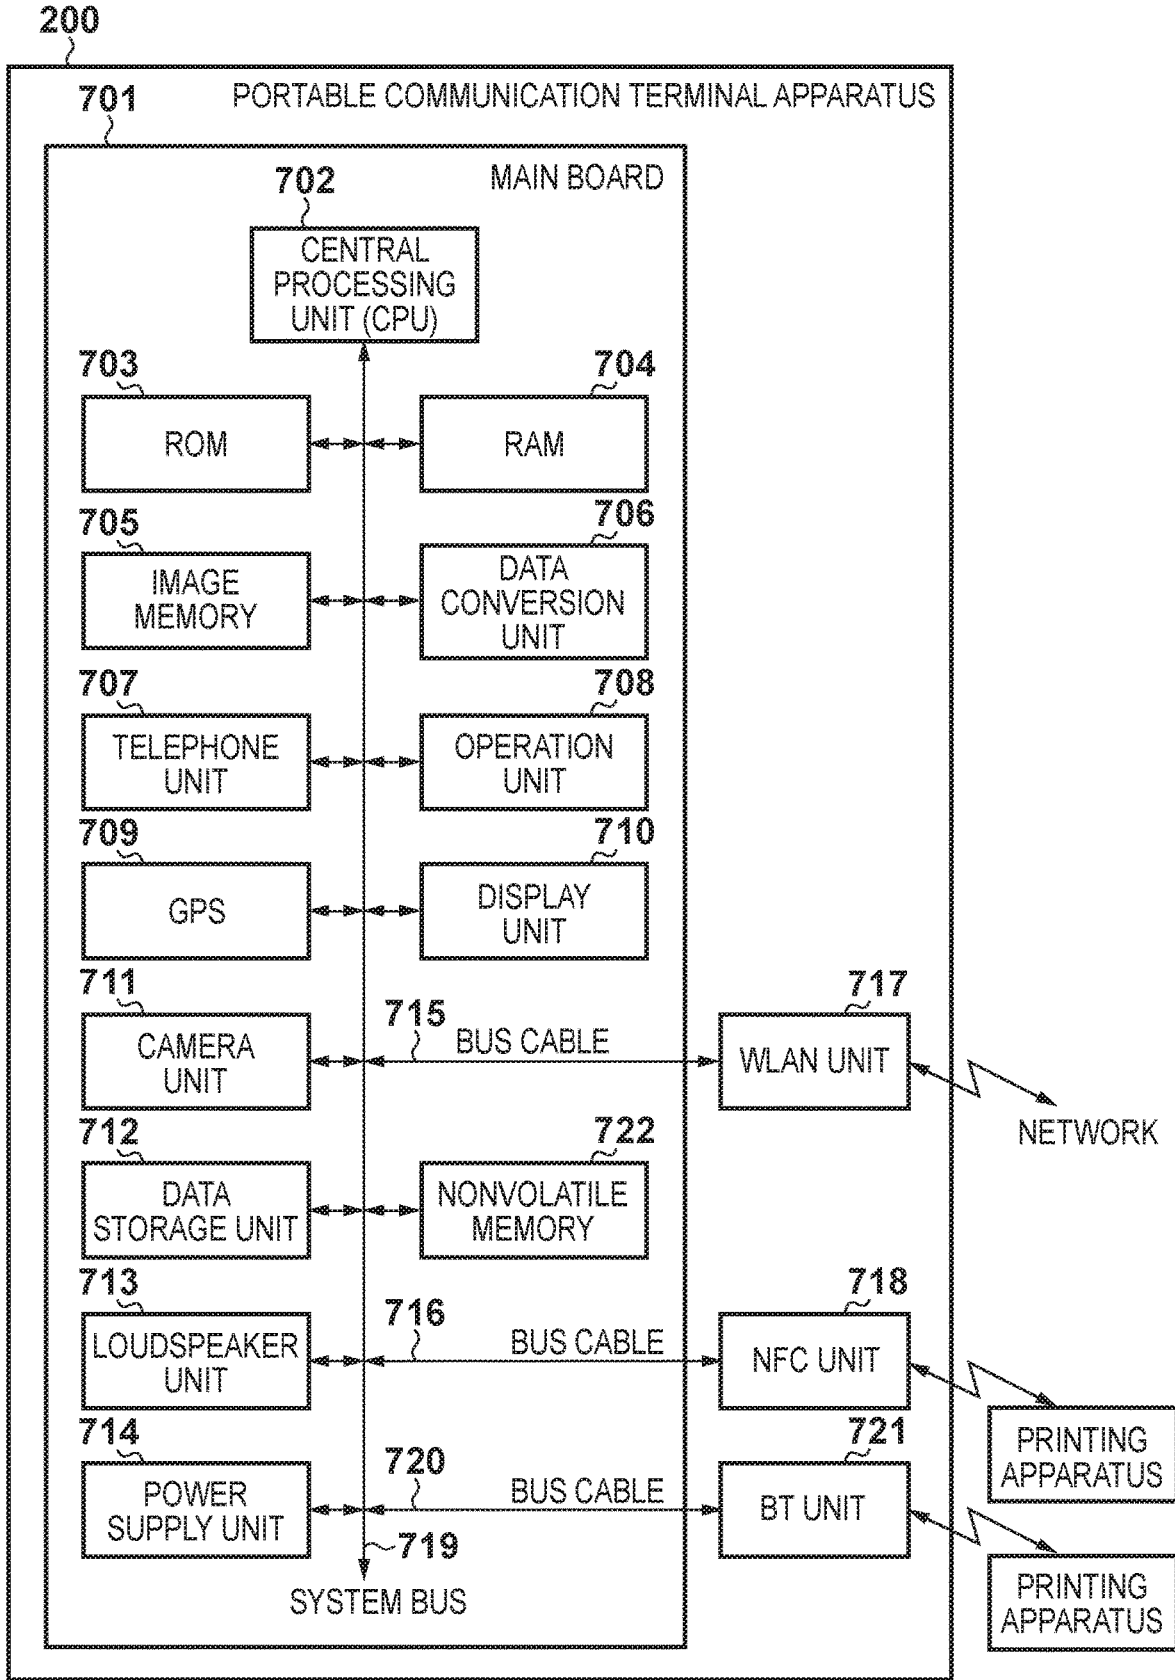 200
PORTABLE COMMUNICATION TERMINAL APPARATUS
701
MAIN BOARD
702
CENTRAL
PROCESSING
UNIT (CPU)
703
ROM
704
RAM
705
IMAGE
MEMORY
706
DATA
CONVERSION
UNIT
707
TELEPHONE
UNIT
708
OPERATION
UNIT
709
GPS
710
DISPLAY
UNIT
711
CAMERA
UNIT
715
BUS CABLE
717
WLAN UNIT
NETWORK
712
DATA
STORAGE UNIT
722
NONVOLATILE
MEMORY
713
LOUDSPEAKER
UNIT
716
BUS CABLE
718
NFC UNIT
PRINTING
APPARATUS
714
POWER
SUPPLY UNIT
720
BUS CABLE
721
BT UNIT
PRINTING
APPARATUS
719
SYSTEM BUS